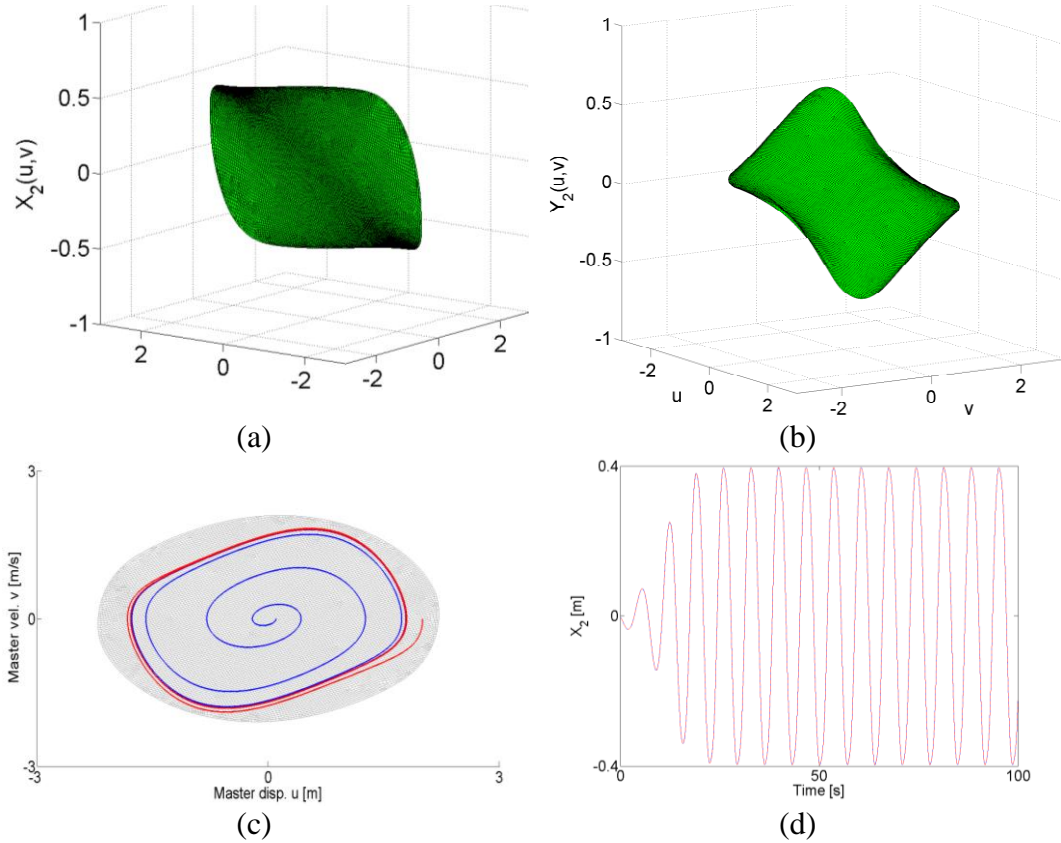 1
0.5
0
-0.5
-1
X2(u,v)
2
0
-2
-2
0
2
(a)
1
0.5
0
-0.5
-1
Y2(u,v)
-2
0
2
u
-2
0
2
v
(b)
3
0
-3
Master vel. v [m/s]
-3
0
3
Master disp. u [m]
(c)
0.4
0
-0.4
X2 [m]
0
50
100
Time [s]
(d)